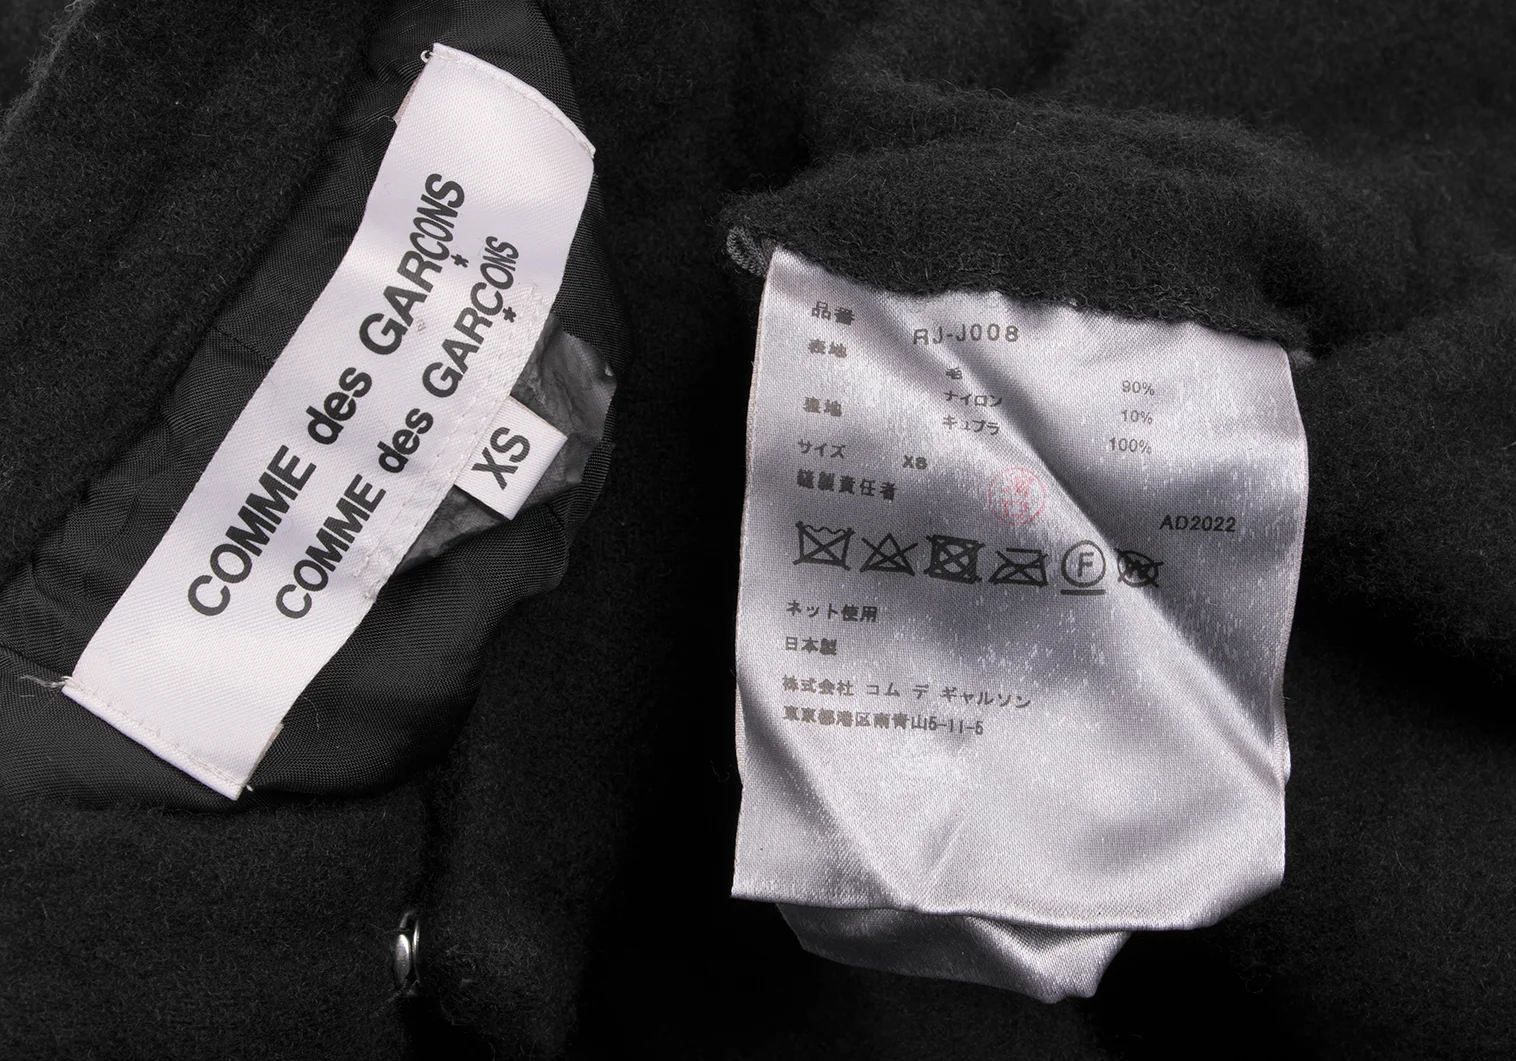 COMME des GARÇONS
COMME des GARÇONS
XS
品番 RJ-J008
表地 毛 90%
ナイロン 10%
裏地 キュプラ 100%
サイズ XS
縫製責任者
AD2022
F
W
ネット使用
日本製
株式会社 コム デ ギャルソン
東京都港区南青山5-11-5